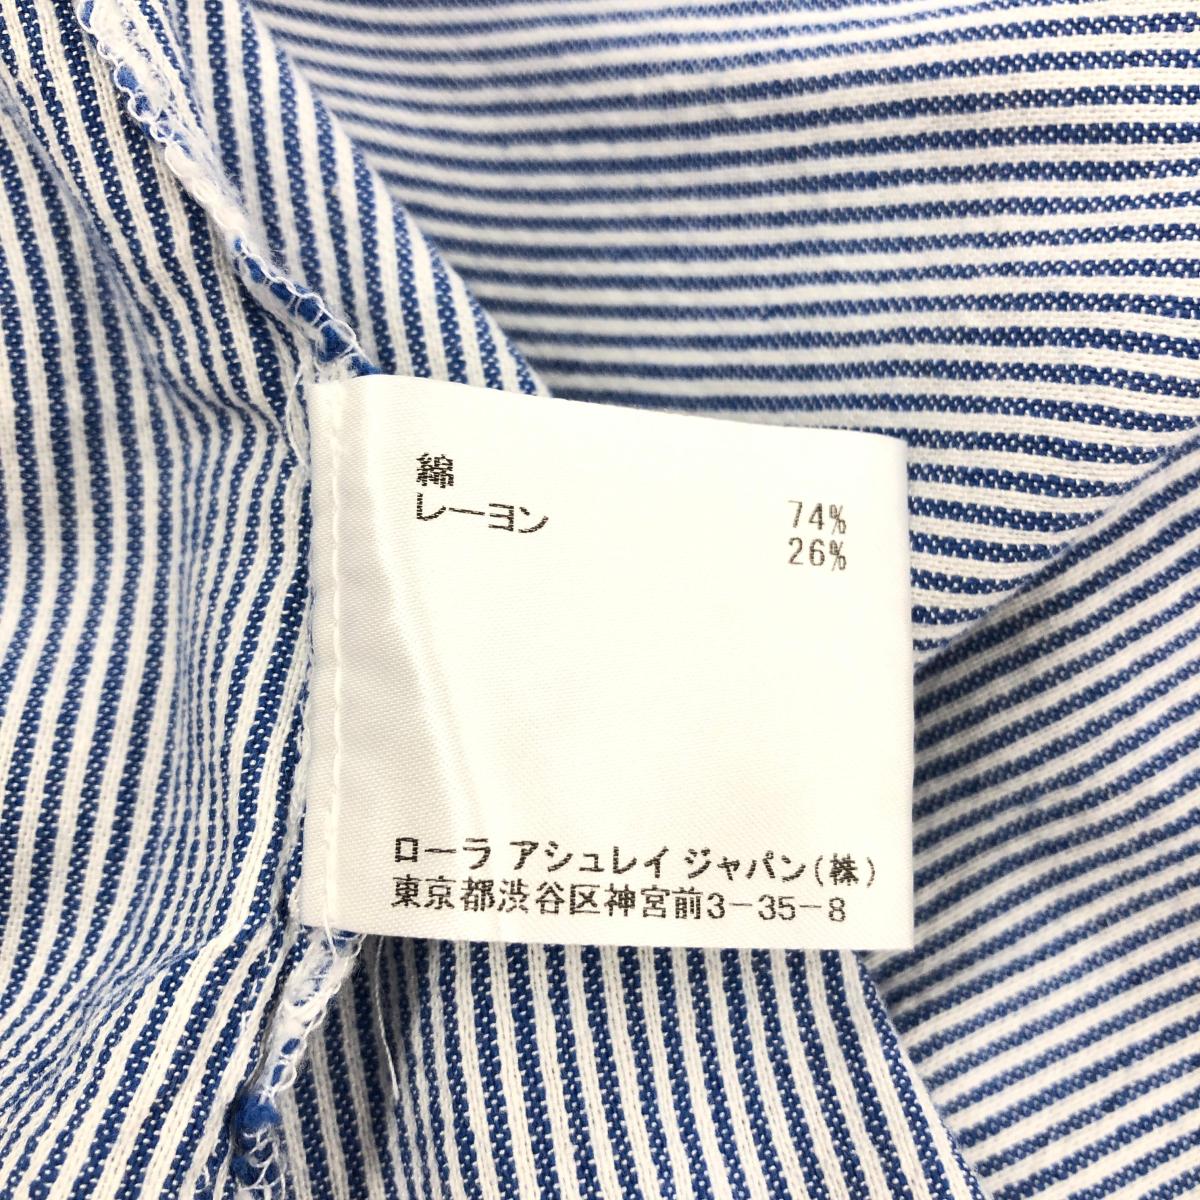 綿 74%
レーヨン 26%
ローラ アシュレイ ジャパン(株)
東京都渋谷区神宮前3-35-8